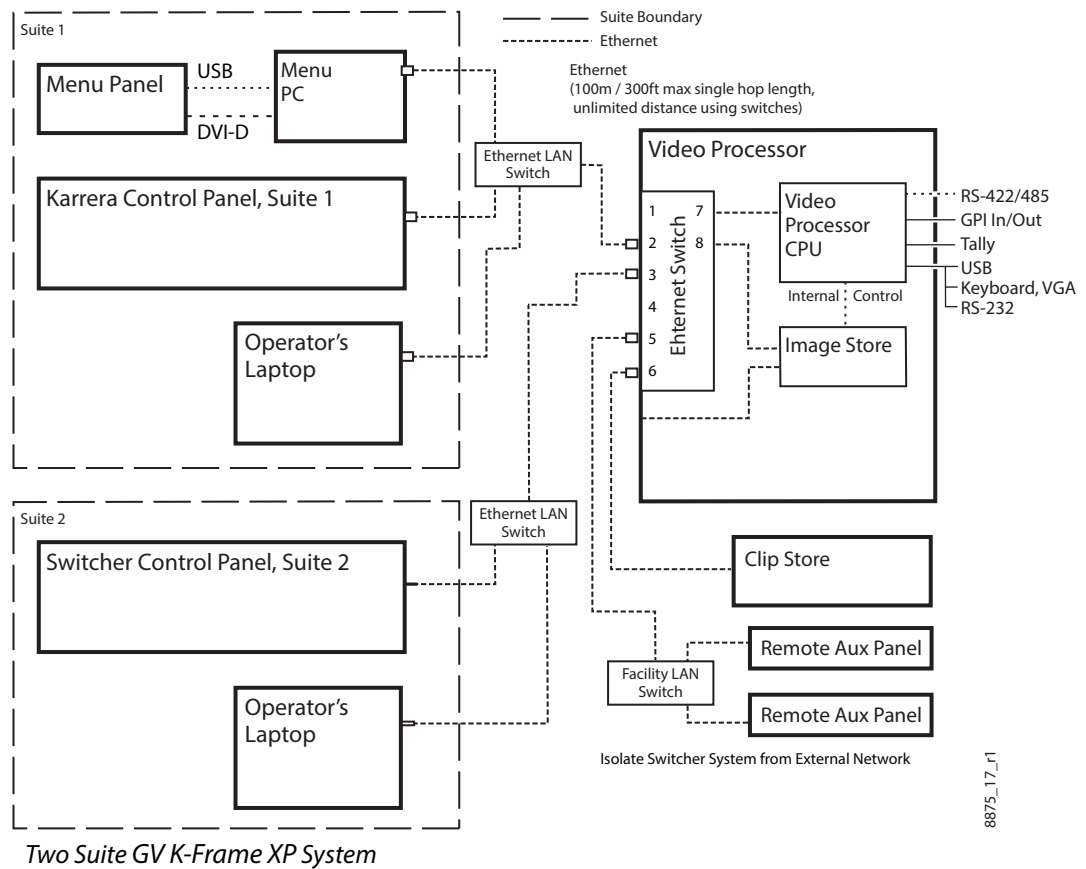 Suite Boundary
Ethernet
Ethernet
(100m / 300ft max single hop length,
unlimited distance using switches)
Suite 1
Menu Panel
USB
DVI-D
Menu
PC
Karrera Control Panel, Suite 1
Operator's
Laptop
Ethernet LAN
Switch
Video Processor
Ehternet Switch
1
2
3
4
5
6
7
8
Video
Processor
CPU
Internal
Control
Image Store
RS-422/485
GPI In/Out
Tally
USB
Keyboard, VGA
RS-232
Suite 2
Switcher Control Panel, Suite 2
Operator's
Laptop
Ethernet LAN
Switch
Clip Store
Remote Aux Panel
Facility LAN
Switch
Remote Aux Panel
Isolate Switcher System from External Network
8875_17_r1
Two Suite GV K-Frame XP System